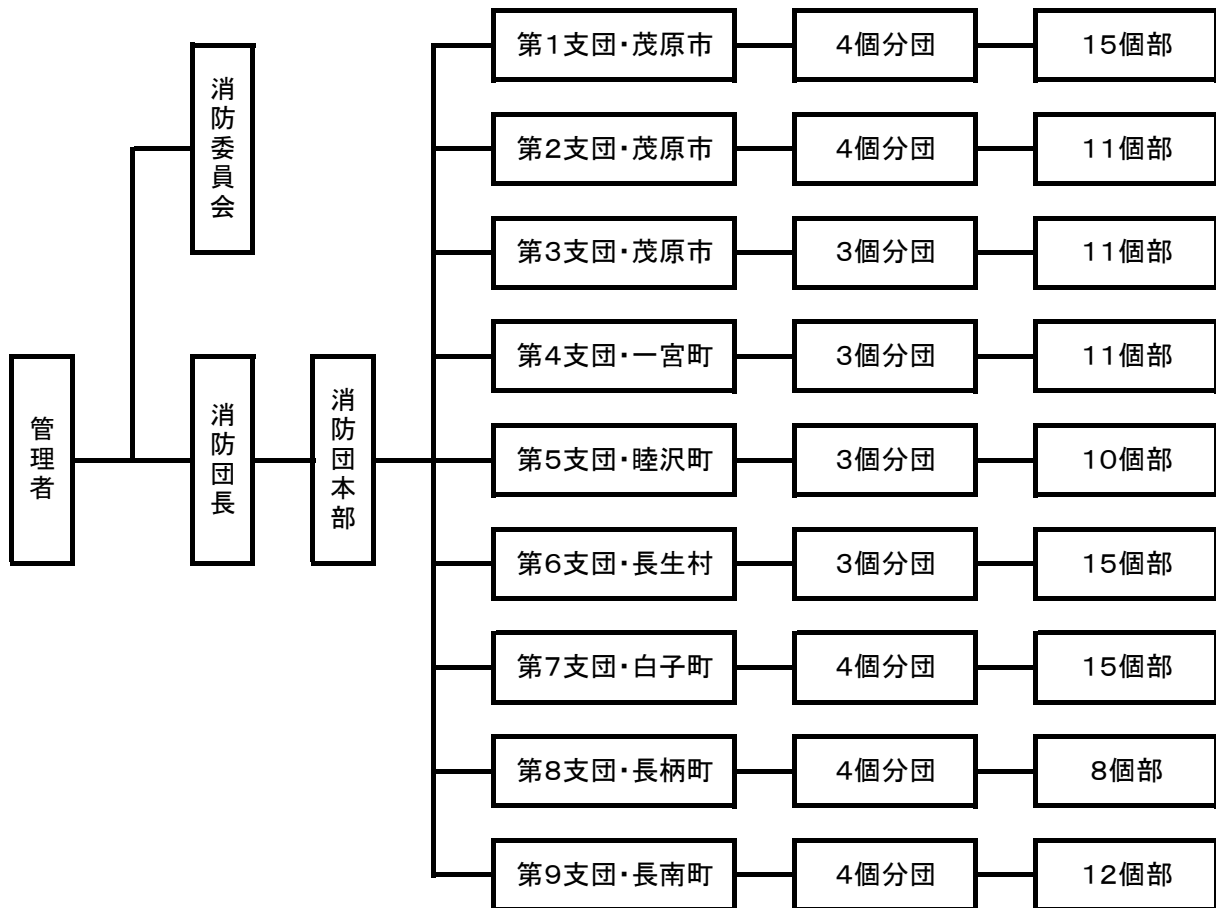 管理者
消防委員会
消防団長
消防団本部
第１支団・茂原市 ４個分団 １５個部
第２支団・茂原市 ４個分団 １１個部
第３支団・茂原市 ３個分団 １１個部
第４支団・一宮町 ３個分団 １１個部
第５支団・睦沢町 ３個分団 １０個部
第６支団・長生村 ３個分団 １５個部
第７支団・白子町 ４個分団 １５個部
第８支団・長柄町 ４個分団 ８個部
第９支団・長南町 ４個分団 １２個部